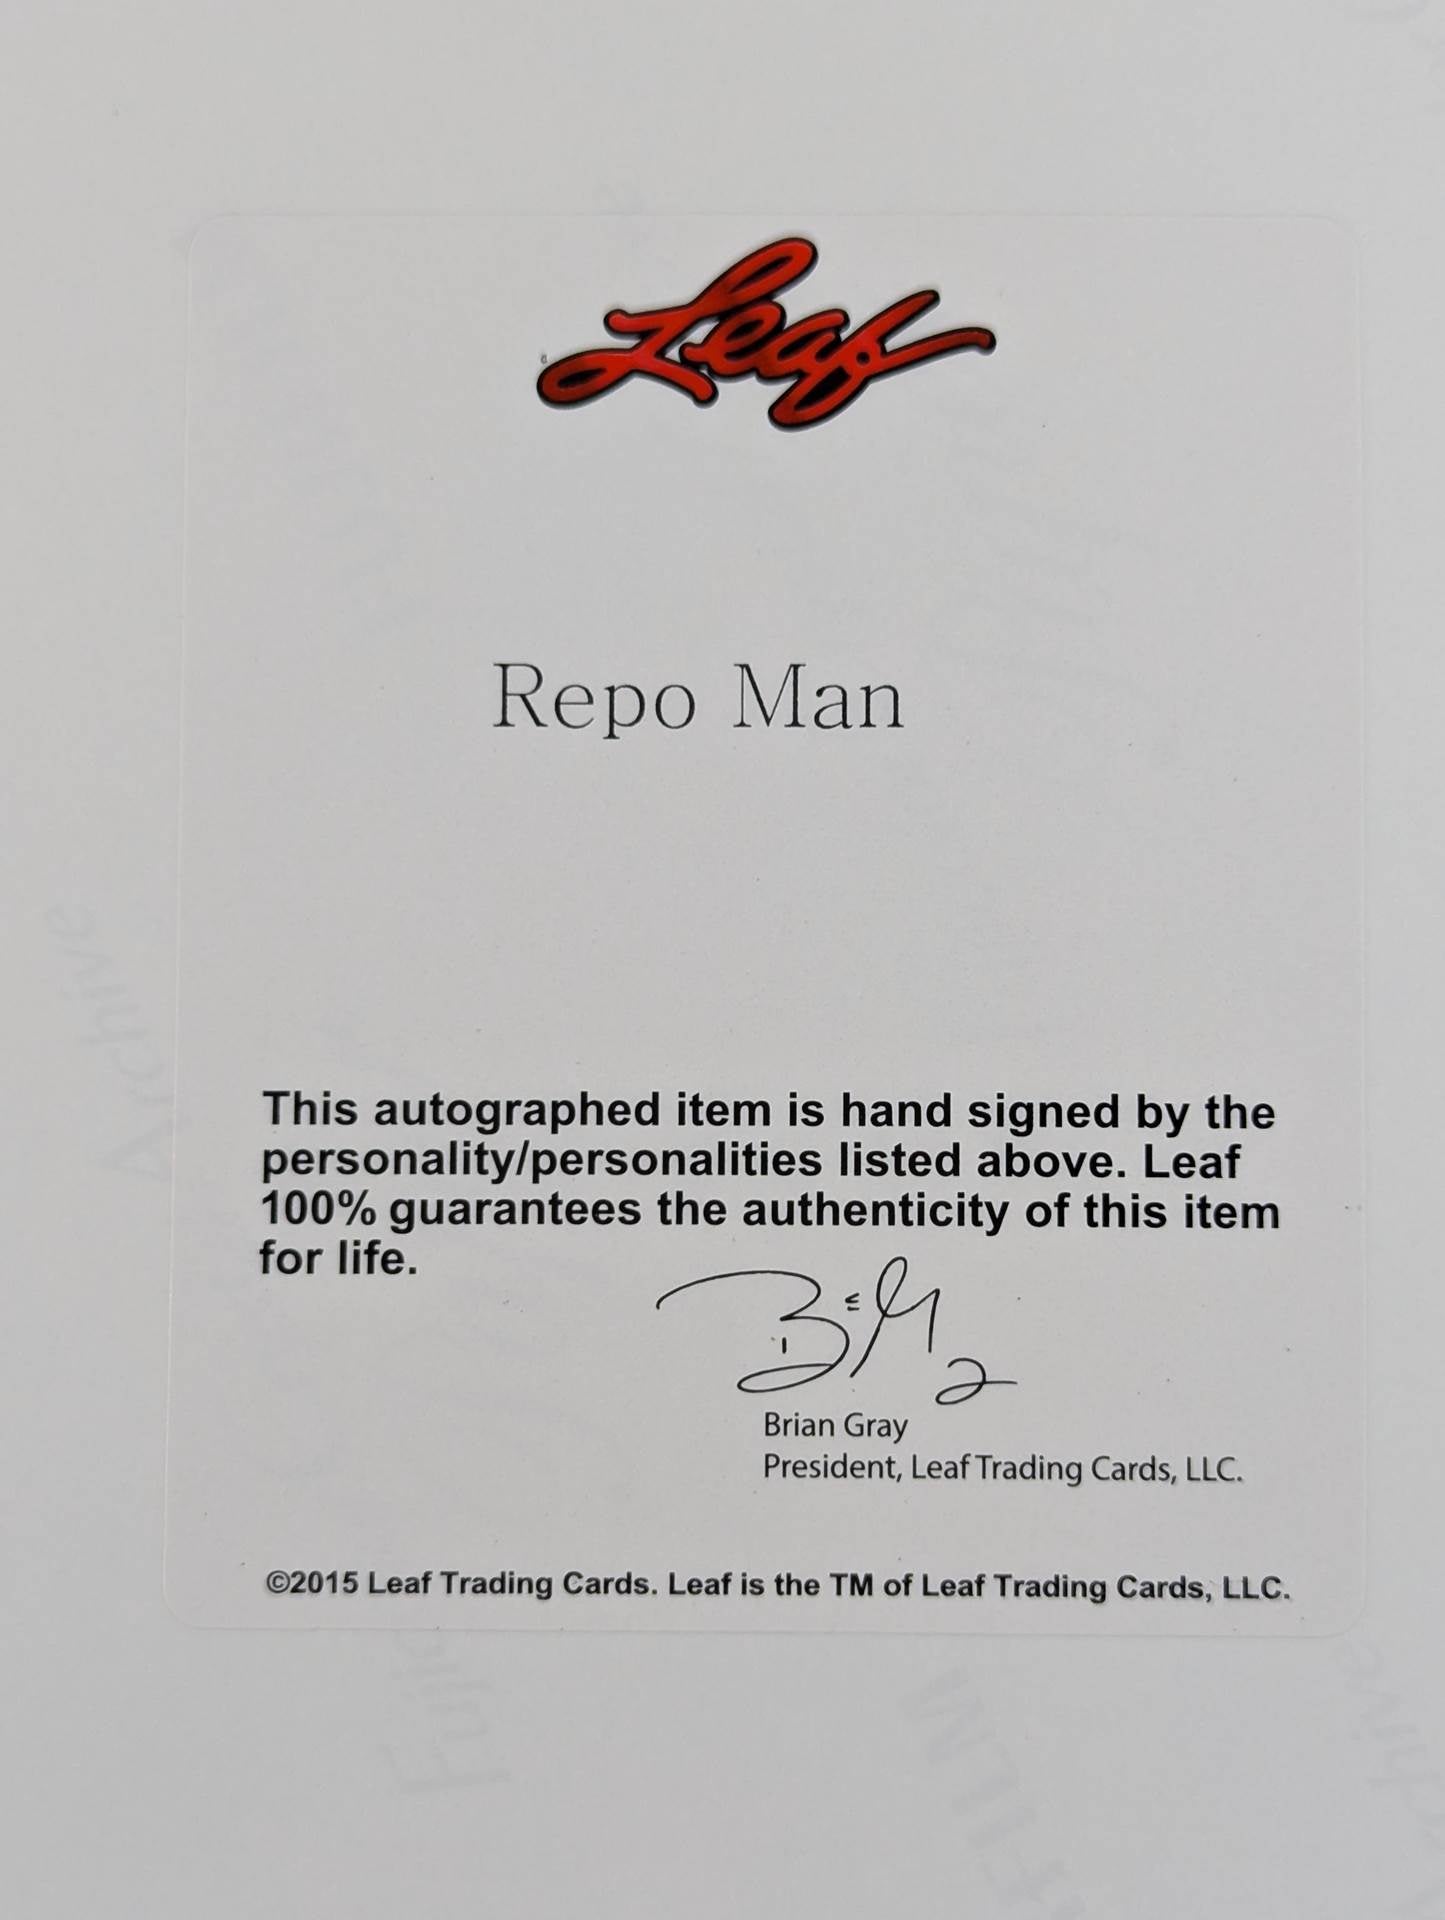 Leaf
Repo Man
This autographed item is hand signed by the
personality/personalities listed above. Leaf
100% guarantees the authenticity of this item
for life.
Brian Gray
President, Leaf Trading Cards, LLC.
©2015 Leaf Trading Cards. Leaf is the TM of Leaf Trading Cards, LLC.